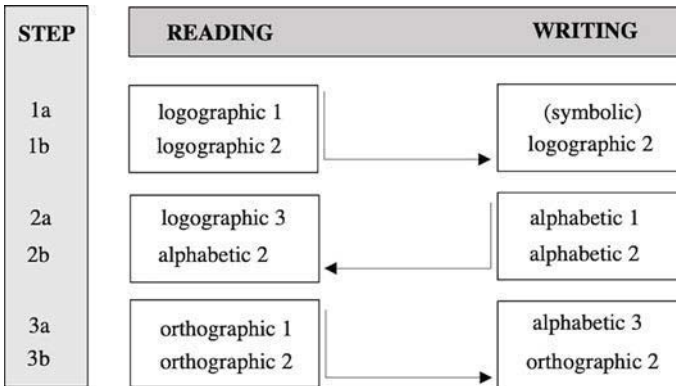 STEP READING WRITING
1a logographic 1 (symbolic)
1b logographic 2 logographic 2
2a logographic 3 alphabetic 1
2b alphabetic 2 alphabetic 2
3a orthographic 1 alphabetic 3
3b orthographic 2 orthographic 2